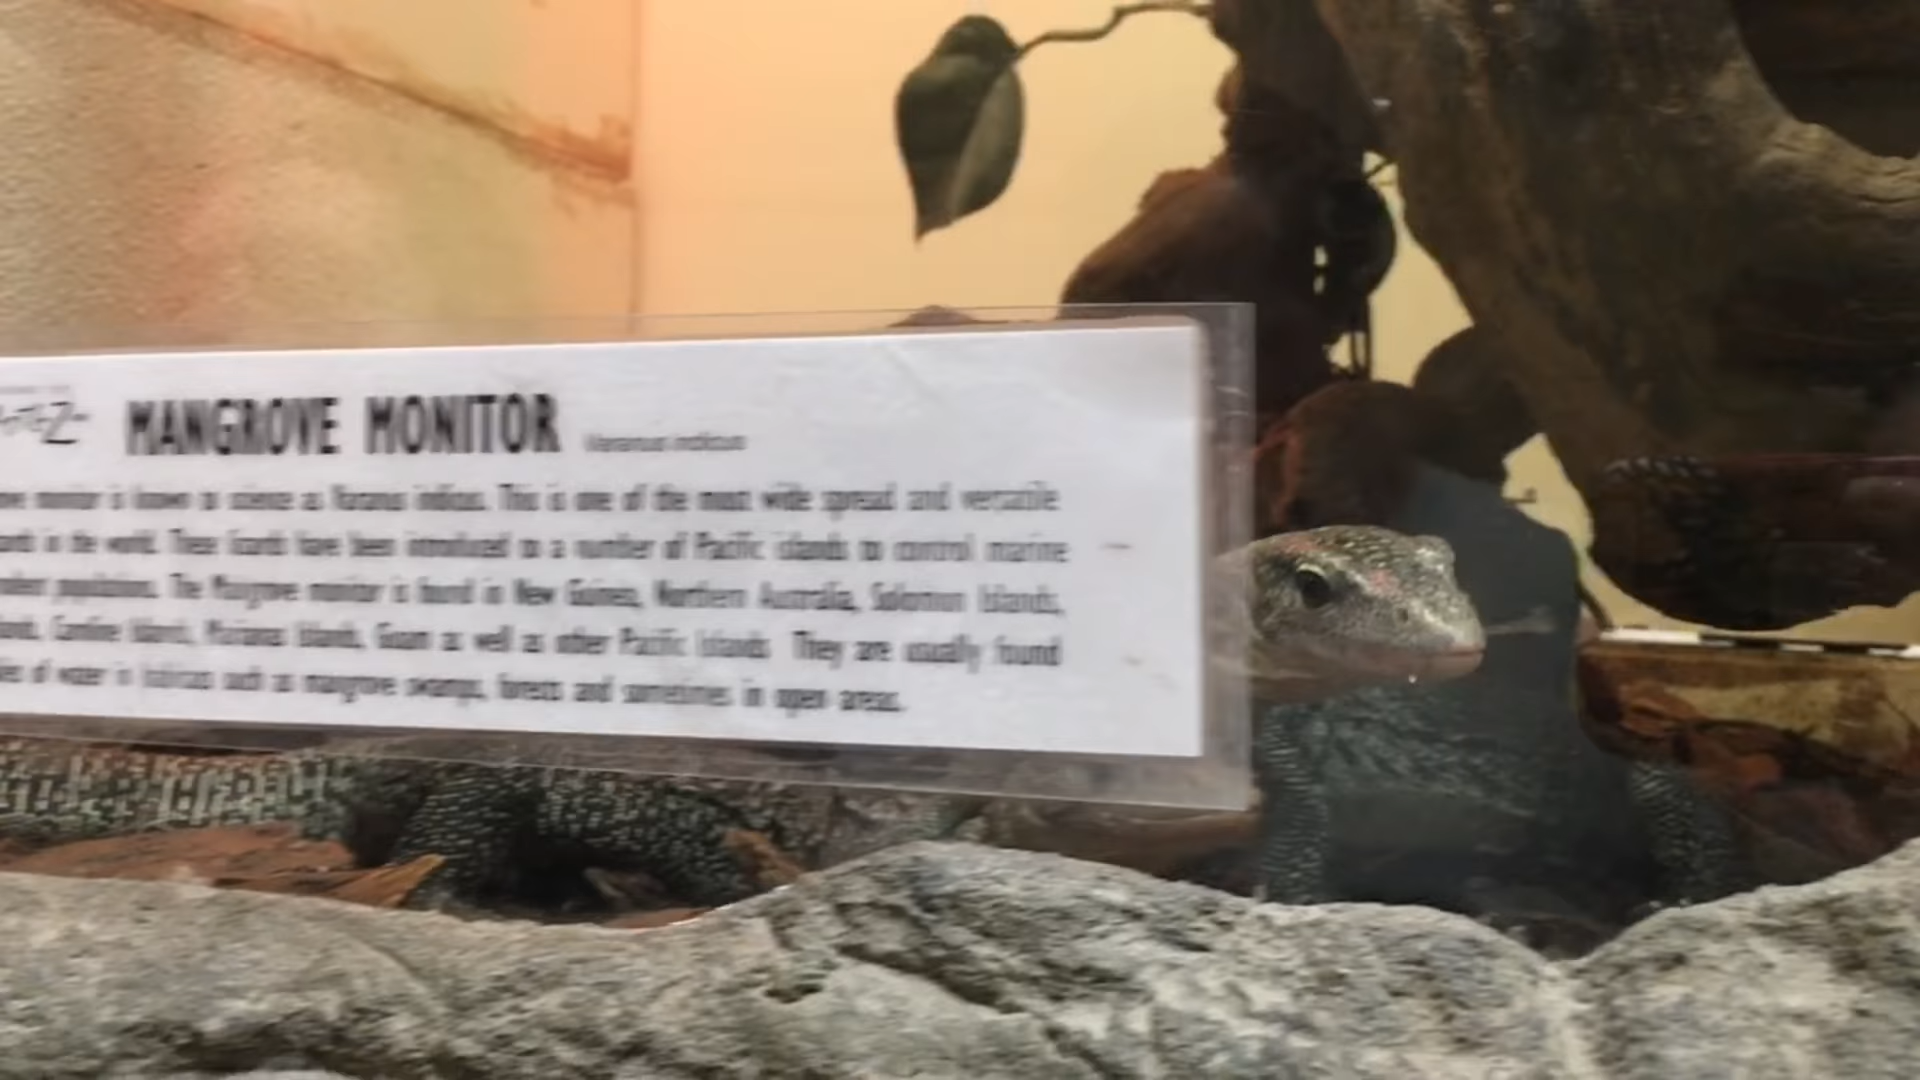 MANGROVE MONITOR Varanus indicus
monitor is known to science as Varanus indicus. This is one of the most wide spread and versatile
in the world. These lizards have been introduced to a number of Pacific islands to control marine
populations. The Mangrove monitor is found in New Guinea, Northern Australia, Solomon Islands,
Islands, Guam as well as other Pacific Islands. They are usually found
of water in habitats such as mangrove swamps, forests and sometimes in open areas.